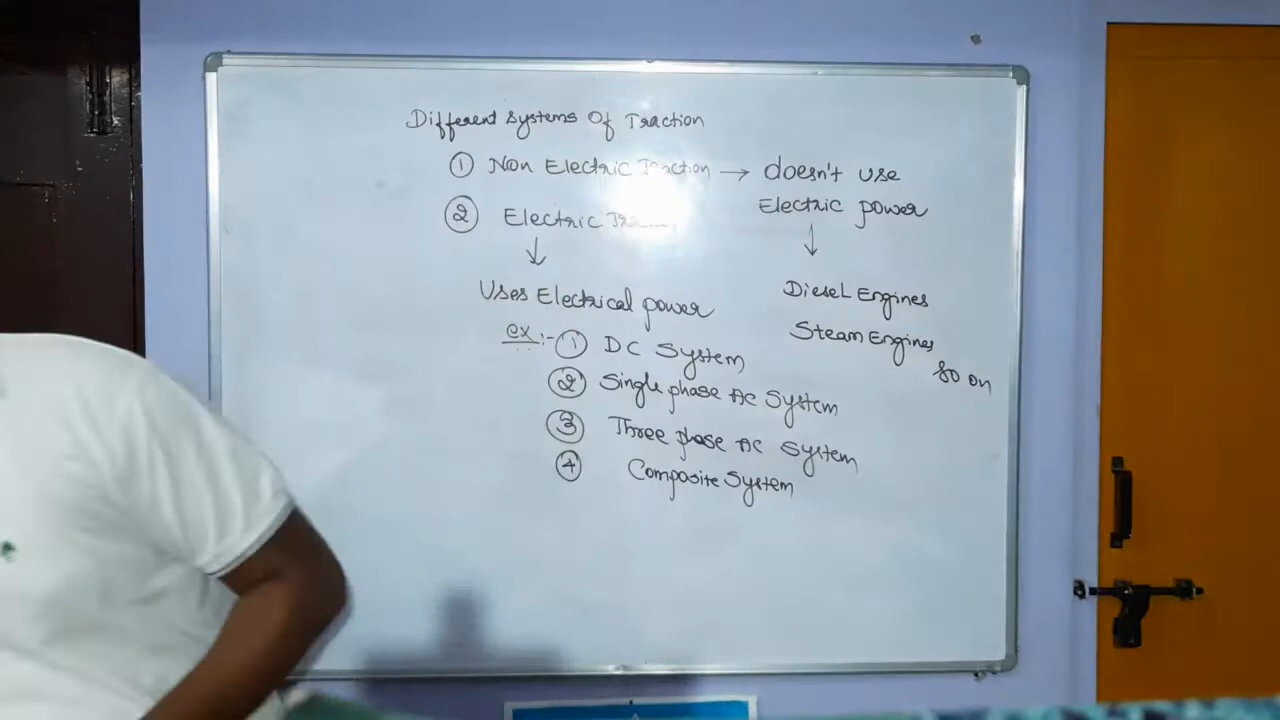 Different Systems Of Traction
① Non Electric Traction → doesn't use
Electric power
↓
Diesel Engines
Steam Engines
so on
② Electric
↓
Uses Electrical power
ex:- ① DC System
② Single phase AC System
③ Three phase AC System
④ Composite System